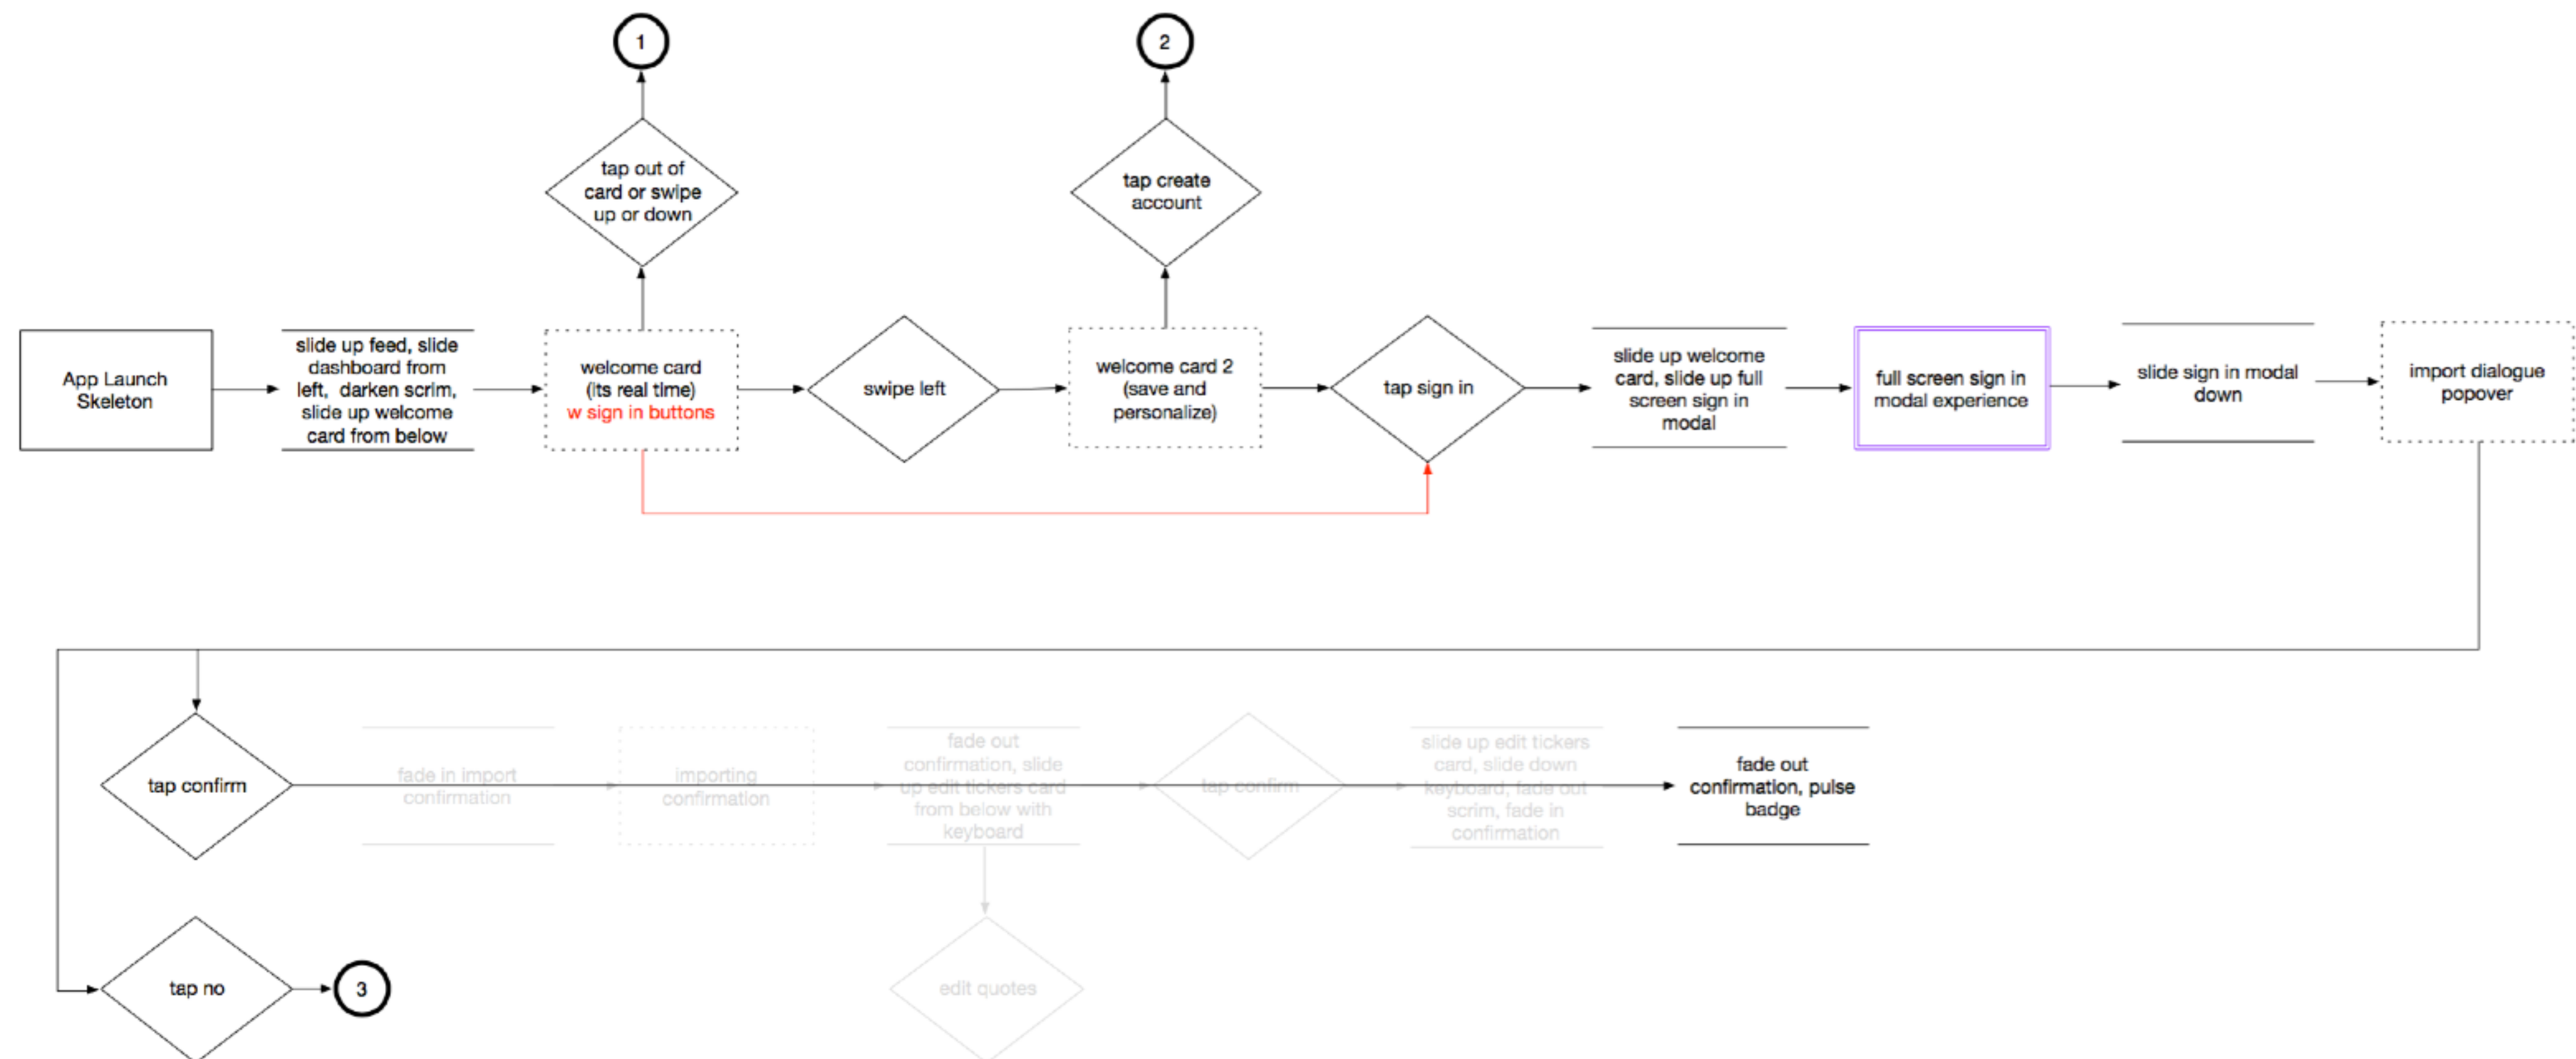 1
2
tap out of
card or swipe
up or down
tap create
account
App Launch
Skeleton
slide up feed, slide
dashboard from
left, darken scrim,
slide up welcome
card from below
welcome card
(its real time)
w sign in buttons
swipe left
welcome card 2
(save and
personalize)
tap sign in
slide up welcome
card, slide up full
screen sign in
modal
full screen sign in
modal experience
slide sign in modal
down
import dialogue
popover
tap confirm
fade in import
confirmation
importing
confirmation
fade out
confirmation, slide
up edit tickers card
from below with
keyboard
tap confirm
slide up edit tickers
card, slide down
keyboard, fade out
scrim, fade in
confirmation
fade out
confirmation, pulse
badge
tap no
3
edit quotes